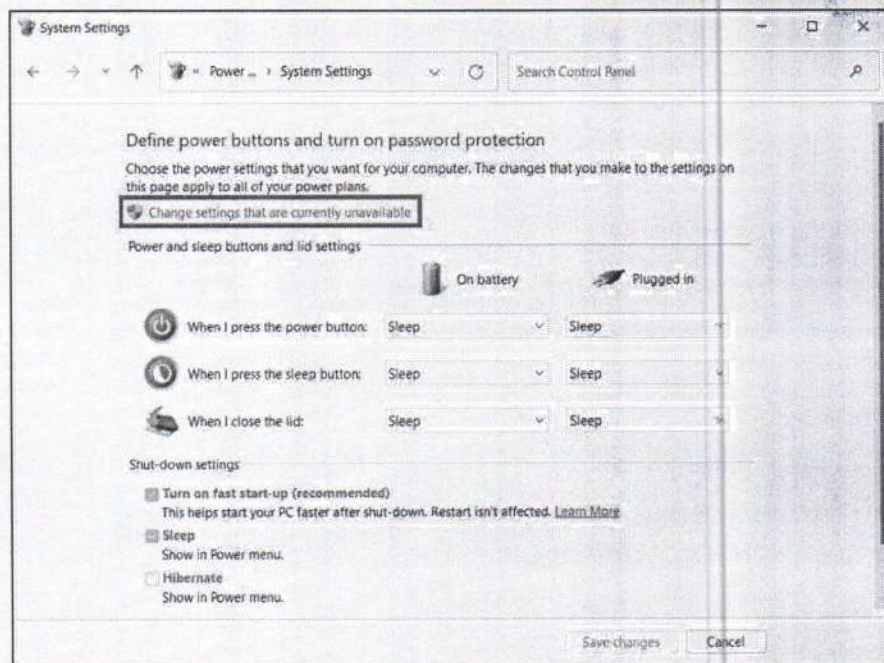 System Settings
Power ... › System Settings
Search Control Panel
Define power buttons and turn on password protection
Choose the power settings that you want for your computer. The changes that you make to the settings on
this page apply to all of your power plans.
Change settings that are currently unavailable
Power and sleep buttons and lid settings
On battery
Plugged in
When I press the power button:
Sleep
Sleep
When I press the sleep button:
Sleep
Sleep
When I close the lid:
Sleep
Sleep
Shut-down settings
Turn on fast start-up (recommended)
This helps start your PC faster after shut-down. Restart isn't affected. Learn More
Sleep
Show in Power menu.
Hibernate
Show in Power menu.
Save changes
Cancel